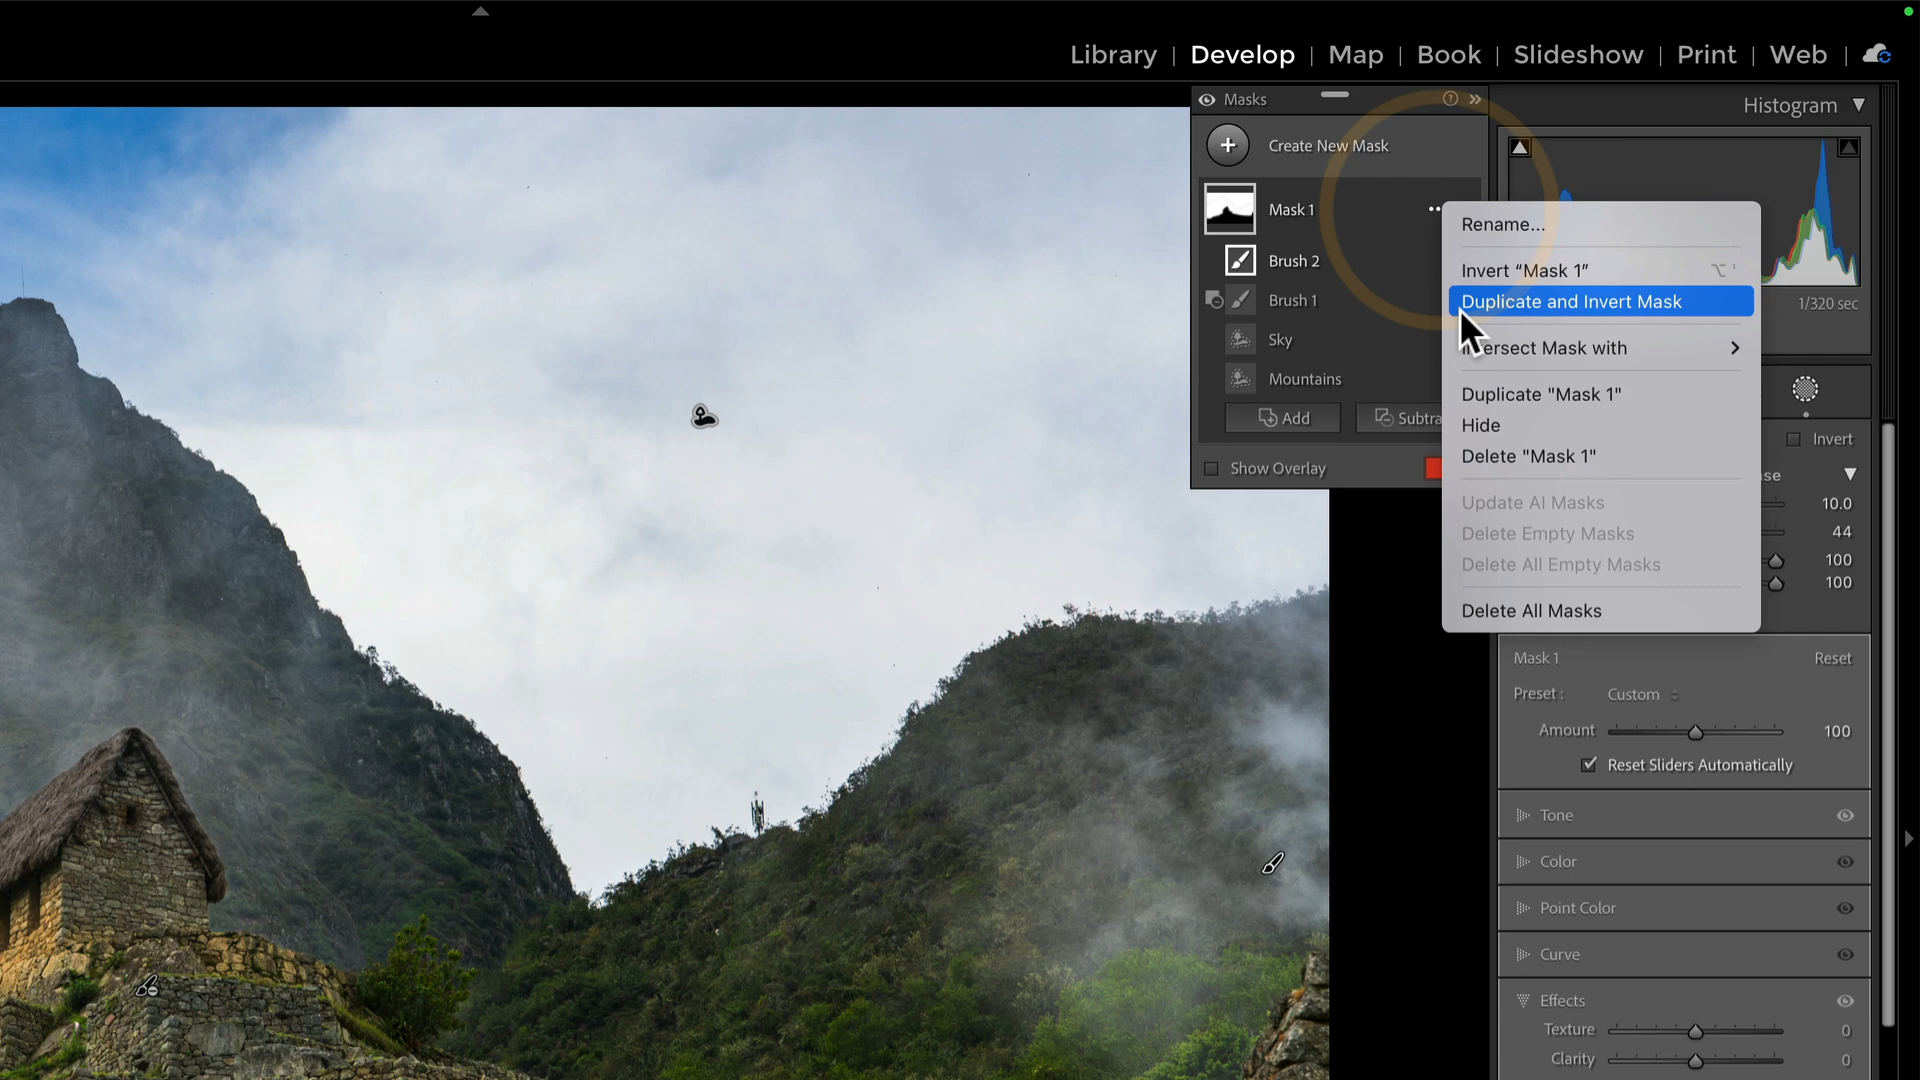 Library | Develop | Map | Book | Slideshow | Print | Web
Masks
Histogram
Create New Mask
Mask 1
Brush 2
Brush 1
Sky
Mountains
Add
Subtra
Show Overlay
Rename...
Invert “Mask 1”
Duplicate and Invert Mask
Intersect Mask with
Duplicate "Mask 1"
Hide
Delete "Mask 1"
Update AI Masks
Delete Empty Masks
Delete All Empty Masks
Delete All Masks
1/320 sec
Invert
se
10.0
44
100
100
Mask 1 Reset
Preset : Custom
Amount 100
Reset Sliders Automatically
Tone
Color
Point Color
Curve
Effects
Texture 0
Clarity 0